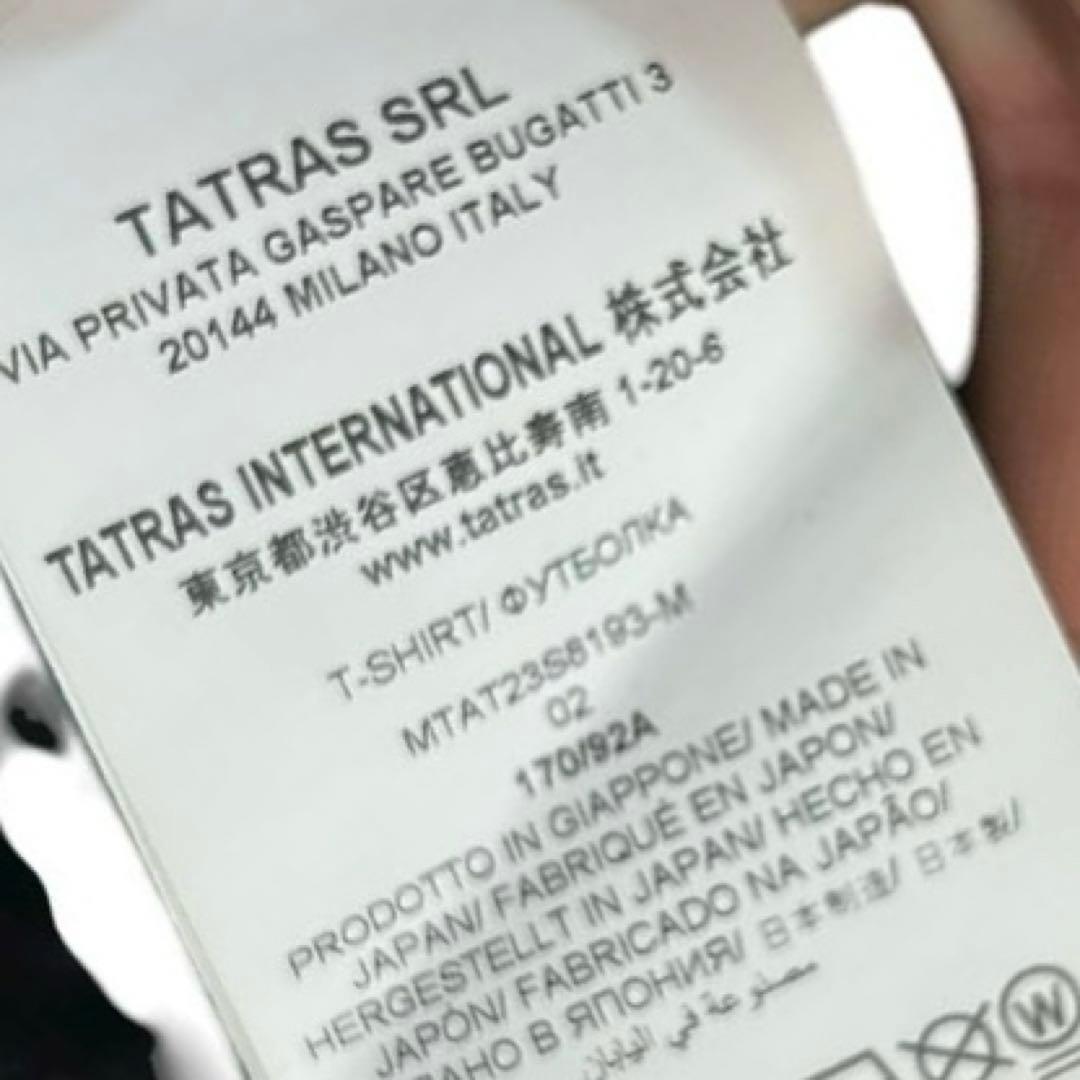 TATRAS SRL
VIA PRIVATA GASPARE BUGATTI 3
20144 MILANO ITALY
TATRAS INTERNATIONAL 株式会社
東京都渋谷区恵比寿南 1-20-6
www.tatras.it
T-SHIRT/ ФУТБОЛКА
MTAT23S8193-M
02
170/92A
PRODOTTO IN GIAPPONE/ MADE IN
JAPAN/ FABRIQUÉ EN JAPON/
HERGESTELLT IN JAPAN/ HECHO EN
JAPÓN/ FABRICADO NA JAPÃO/
В ЯПОНИЯ/ 日本制造/ 日本製/
مصنوعة في اليابان
W